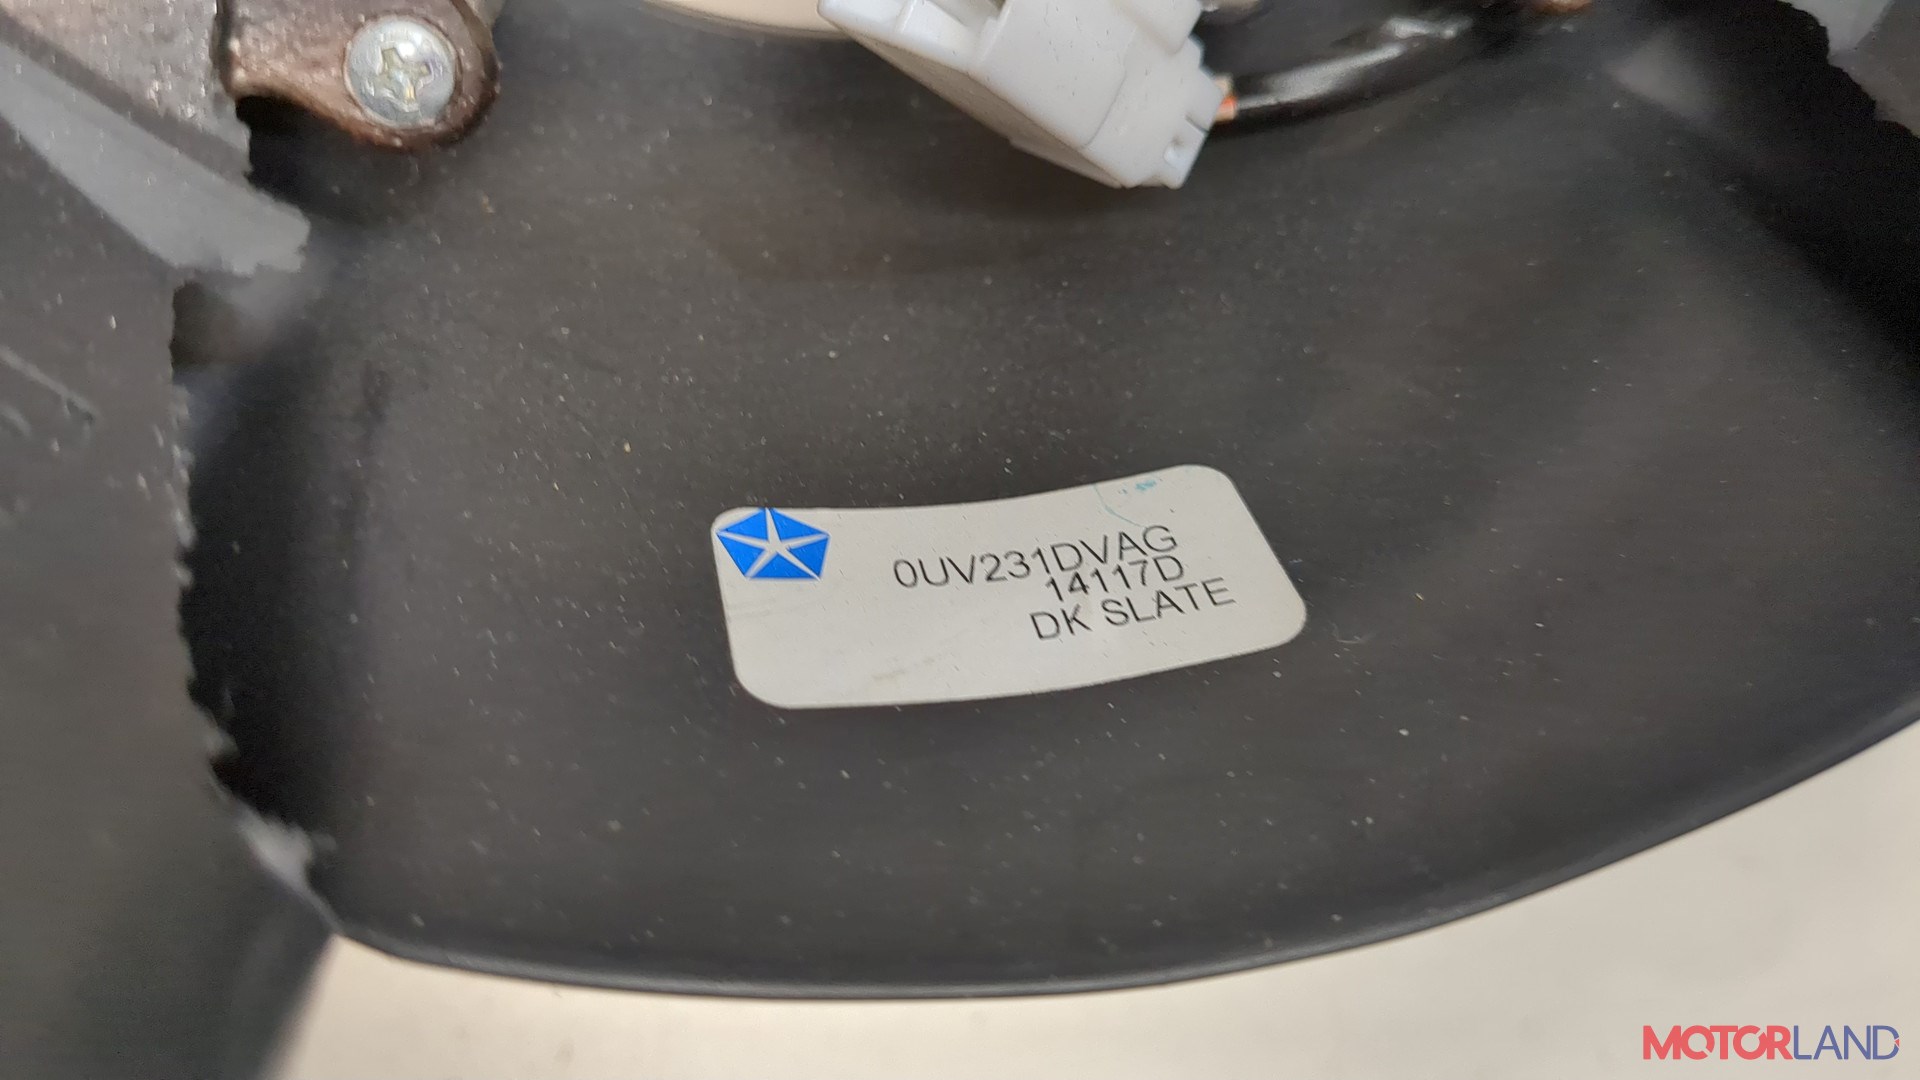 0UV231DVAG
14117D
DK SLATE
MOTORLAND